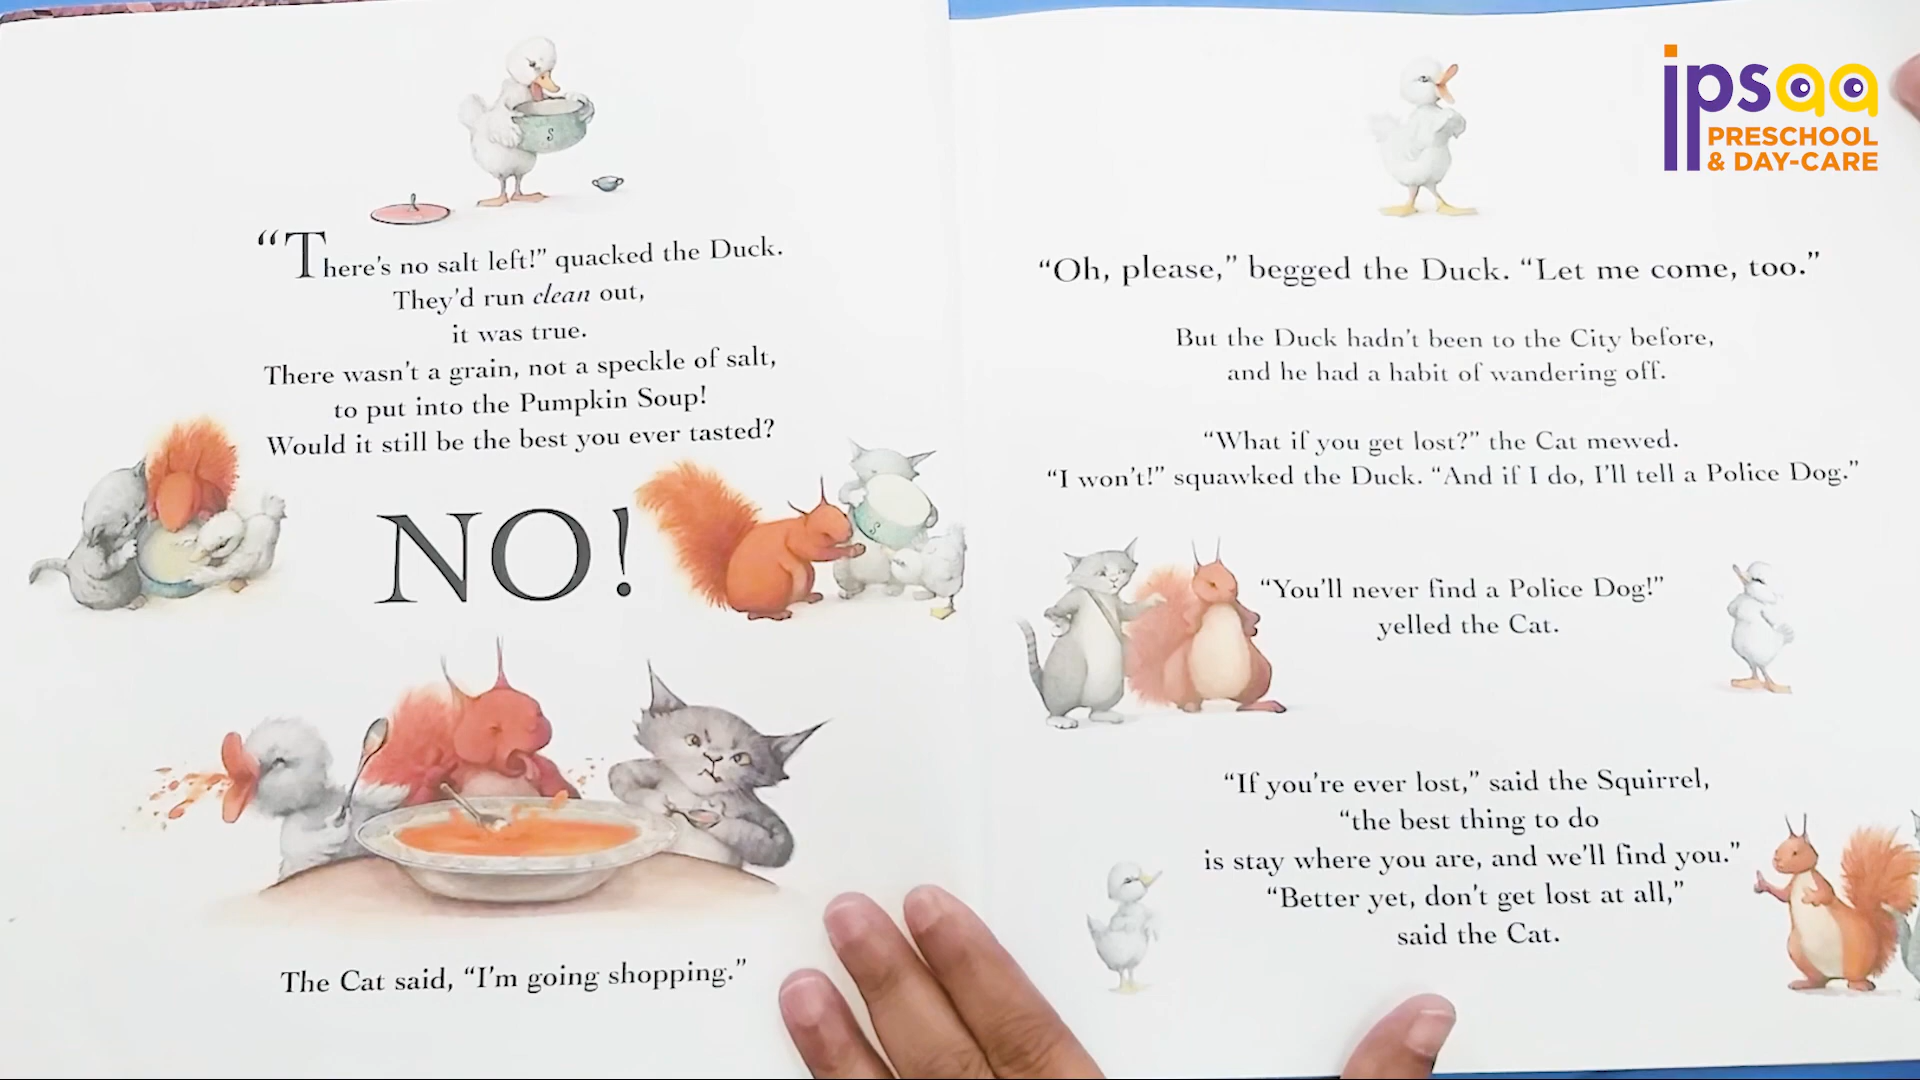 “There’s no salt left!” quacked the Duck.
They’d run clean out,
it was true.
There wasn’t a grain, not a speckle of salt,
to put into the Pumpkin Soup!
Would it still be the best you ever tasted?
NO!
The Cat said, “I’m going shopping.”
“Oh, please,” begged the Duck. “Let me come, too.”
But the Duck hadn’t been to the City before,
and he had a habit of wandering off.
“What if you get lost?” the Cat mewed.
“I won’t!” squawked the Duck. “And if I do, I’ll tell a Police Dog.”
“You’ll never find a Police Dog!”
yelled the Cat.
“If you’re ever lost,” said the Squirrel,
“the best thing to do
is stay where you are, and we’ll find you.”
“Better yet, don’t get lost at all,”
said the Cat.
ipsaa
PRESCHOOL
& DAY-CARE
S
S